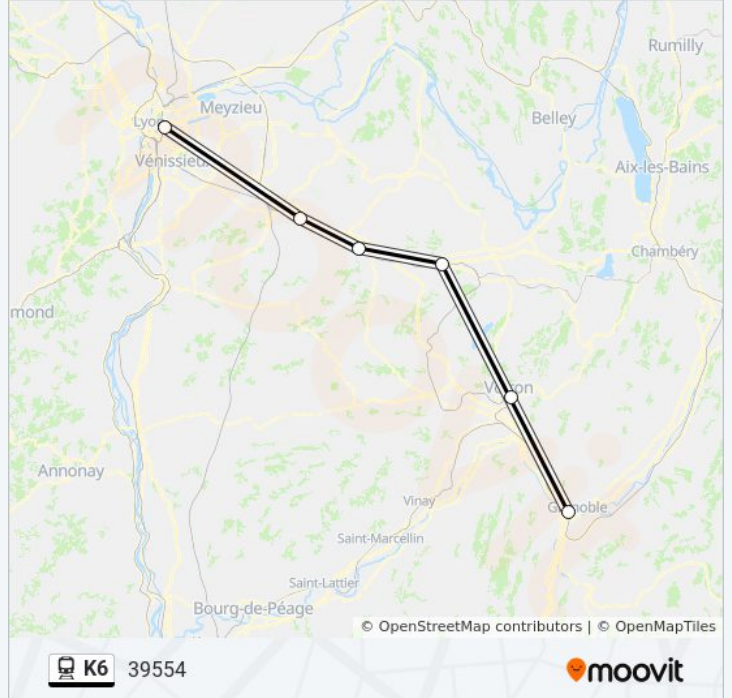 Rumilly
Meyzieu
Lyon
Belley
Vénissieux
Aix-les-Bains
Chambéry
mond
Voiron
Annonay
Vinay
Grenoble
Saint-Marcellin
Saint-Lattier
Bourg-de-Péage
© OpenStreetMap contributors | © OpenMapTiles
K6 39554
moovit